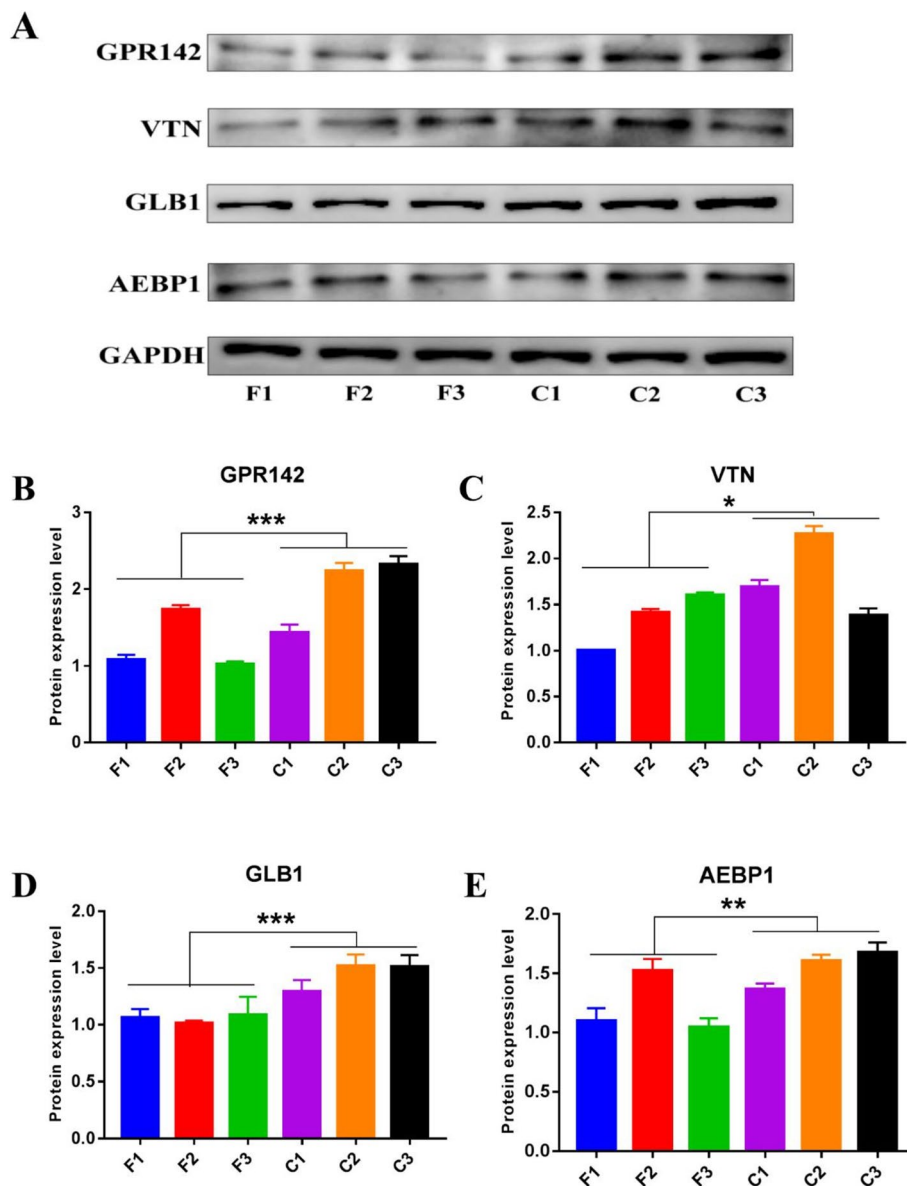 A
GPR142
VTN
GLB1
AEBP1
GAPDH
F1 F2 F3 C1 C2 C3
B
GPR142
***
Protein expression level
3
2
1
0
F1 F2 F3 C1 C2 C3
C
VTN
*
Protein expression level
2.5
2.0
1.5
1.0
0.5
0.0
F1 F2 F3 C1 C2 C3
D
GLB1
***
Protein expression level
2.0
1.5
1.0
0.5
0.0
F1 F2 F3 C1 C2 C3
E
AEBP1
**
Protein expression level
2.0
1.5
1.0
0.5
0.0
F1 F2 F3 C1 C2 C3